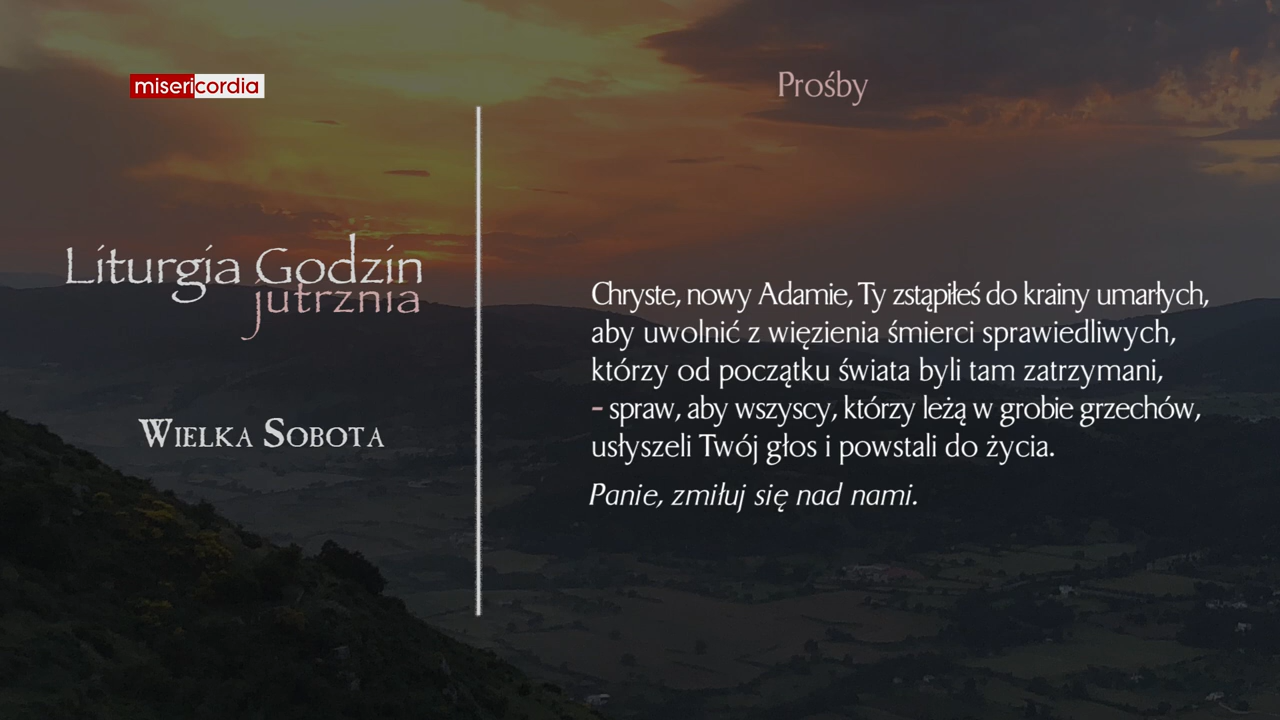 misericordia
Prośby
Liturgia Godzin
jutrznia
Wielka Sobota
Chryste, nowy Adamie, Ty zstąpiłeś do krainy umarłych,
aby uwolnić z więzienia śmierci sprawiedliwych,
którzy od początku świata byli tam zatrzymani,
- spraw, aby wszyscy, którzy leżą w grobie grzechów,
usłyszeli Twój głos i powstali do życia.
Panie, zmiłuj się nad nami.